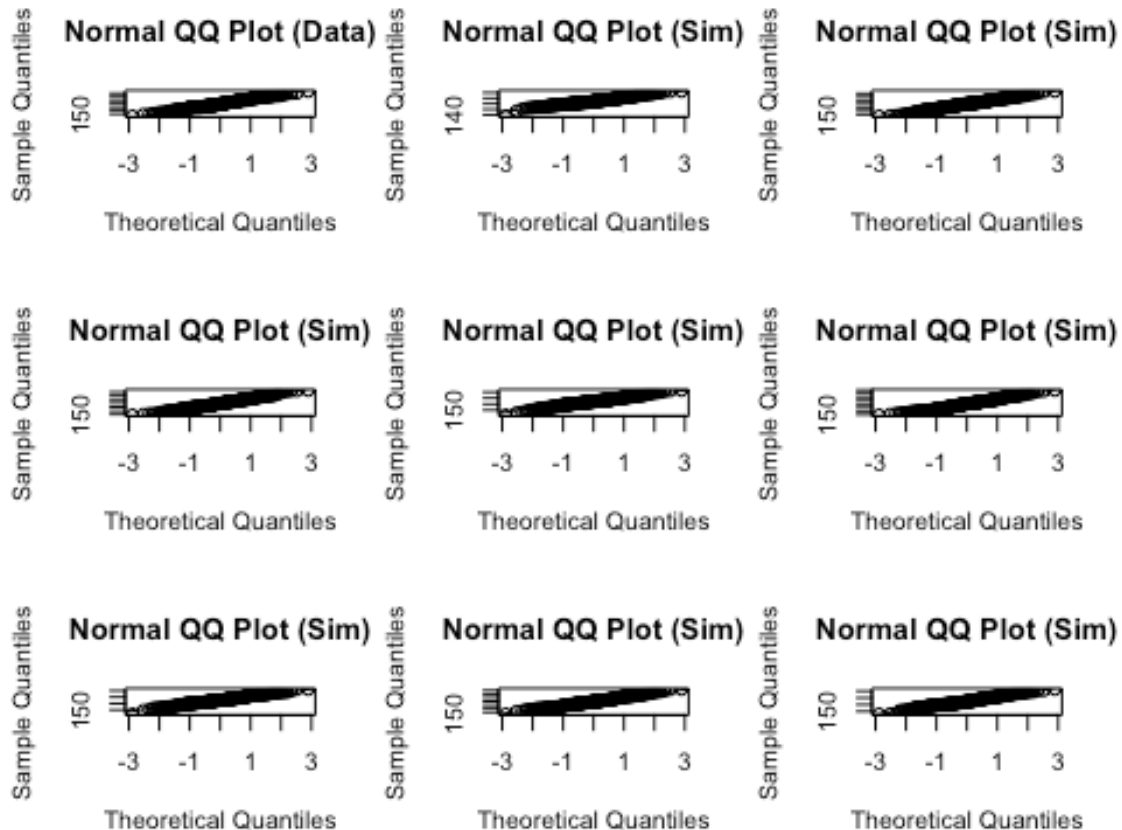 Normal QQ Plot (Data)
Sample Quantiles
150
-3 -1 1 3
Theoretical Quantiles
Normal QQ Plot (Sim)
Sample Quantiles
140
-3 -1 1 3
Theoretical Quantiles
Normal QQ Plot (Sim)
Sample Quantiles
150
-3 -1 1 3
Theoretical Quantiles
Normal QQ Plot (Sim)
Sample Quantiles
150
-3 -1 1 3
Theoretical Quantiles
Normal QQ Plot (Sim)
Sample Quantiles
150
-3 -1 1 3
Theoretical Quantiles
Normal QQ Plot (Sim)
Sample Quantiles
150
-3 -1 1 3
Theoretical Quantiles
Normal QQ Plot (Sim)
Sample Quantiles
150
-3 -1 1 3
Theoretical Quantiles
Normal QQ Plot (Sim)
Sample Quantiles
150
-3 -1 1 3
Theoretical Quantiles
Normal QQ Plot (Sim)
Sample Quantiles
150
-3 -1 1 3
Theoretical Quantiles